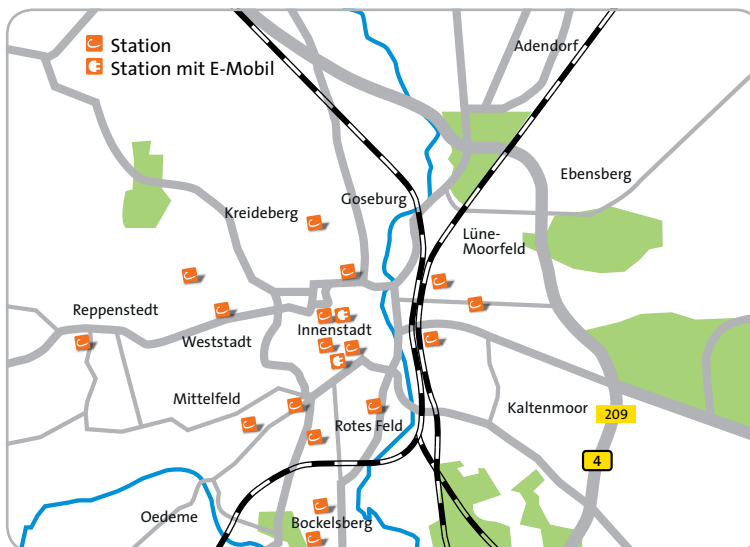 Station
Station mit E-Mobil
Adendorf
Ebensberg
Goseburg
Kreideberg
Lüne-
Moorfeld
Reppenstedt
Innenstadt
Weststadt
Mittelfeld
Kaltenmoor
209
Rotes Feld
4
Oedeme
Bockelsberg